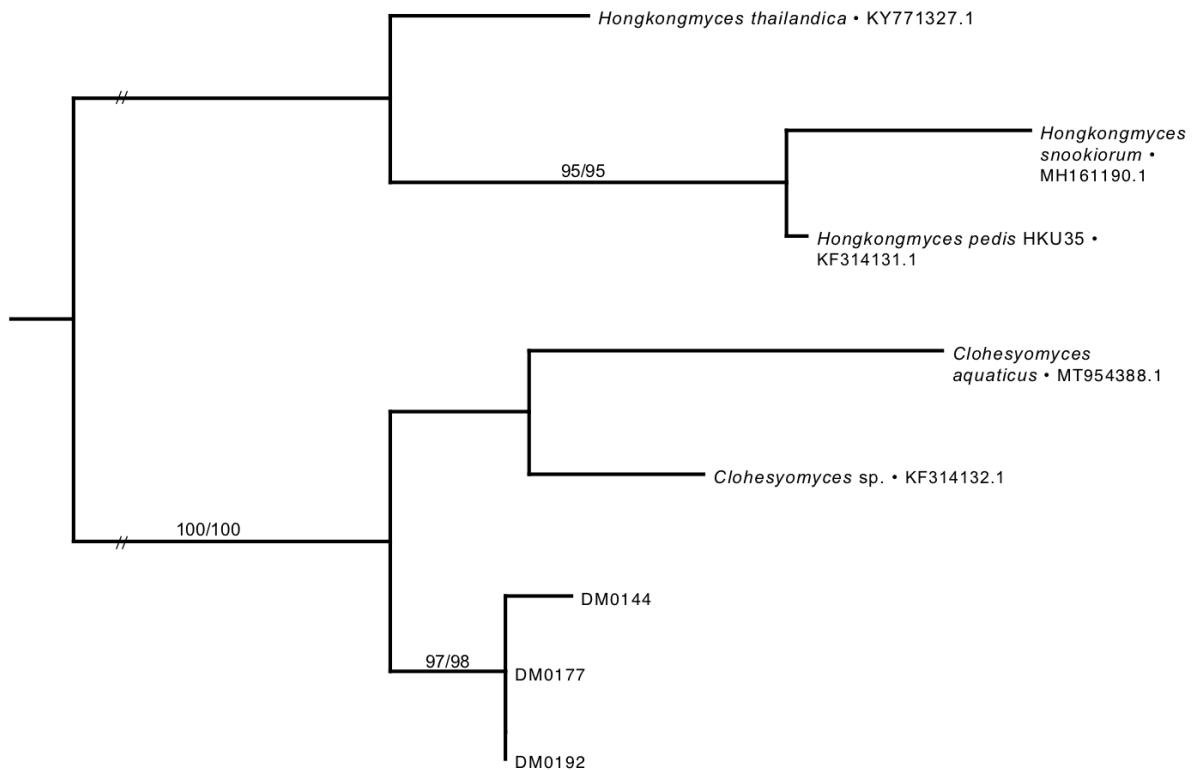 Hongkongmyces thailandica • KY771327.1
Hongkongmyces
snookiorum •
MH161190.1
95/95
Hongkongmyces pedis HKU35 •
KF314131.1
Clohesyomyces
aquaticus • MT954388.1
Clohesyomyces sp. • KF314132.1
100/100
DM0144
97/98
DM0177
DM0192